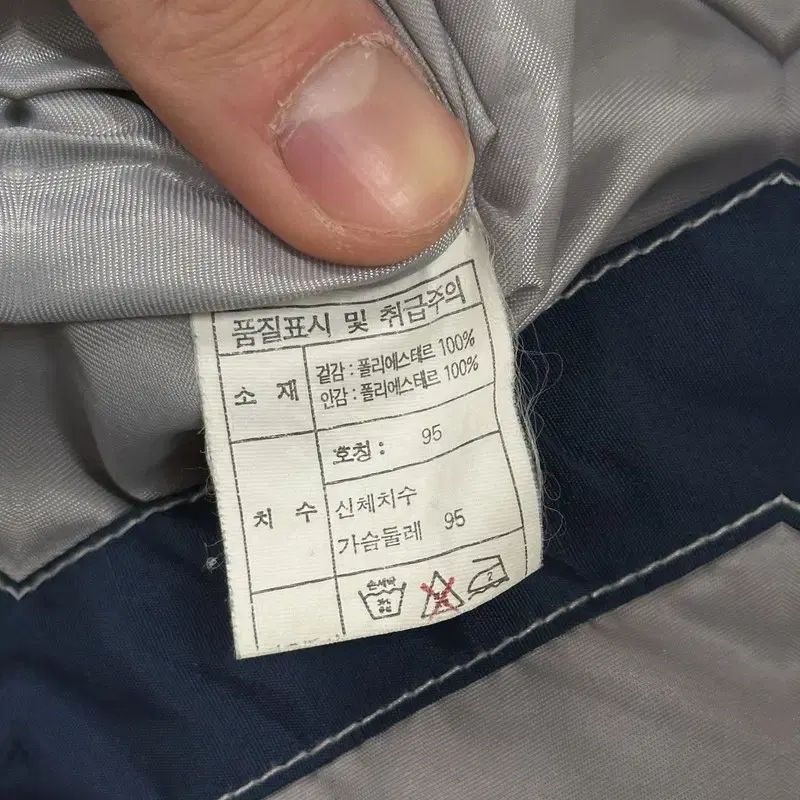 품질표시 및 취급주의
소 재
겉감 : 폴리에스테르 100%
안감 : 폴리에스테르 100%
치 수
호칭 : 95
신체치수
가슴둘레 95
손세탁
2